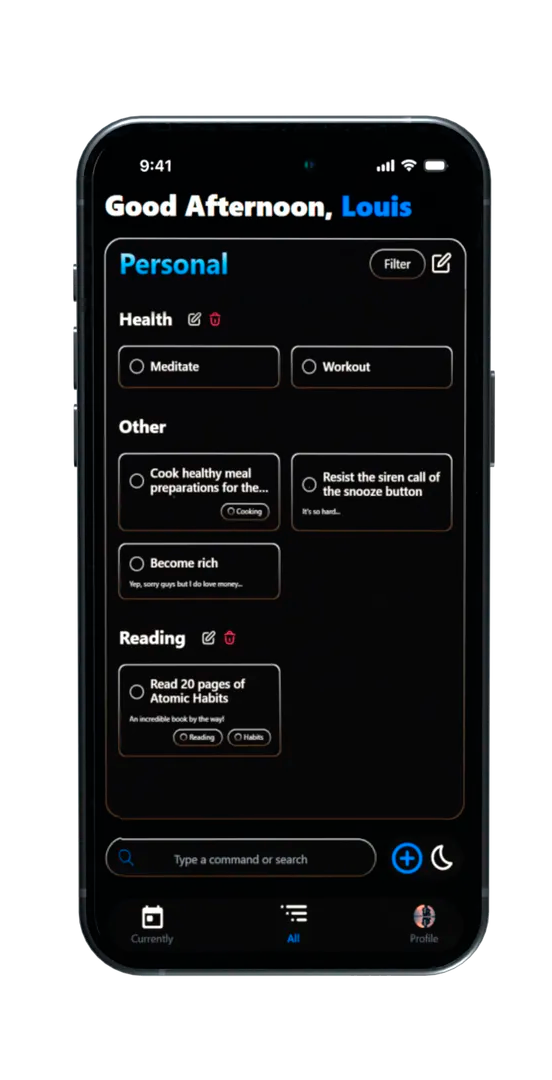 9:41
Good Afternoon, Louis
Personal
Filter
Health
Meditate
Workout
Other
Cook healthy meal
preparations for the...
Cooking
Resist the siren call of
the snooze button
It's so hard...
Become rich
Yep, sorry guys but I do love money...
Reading
Read 20 pages of
Atomic Habits
An incredible book by the way!
Reading
Habits
Type a command or search
Currently
All
Profile